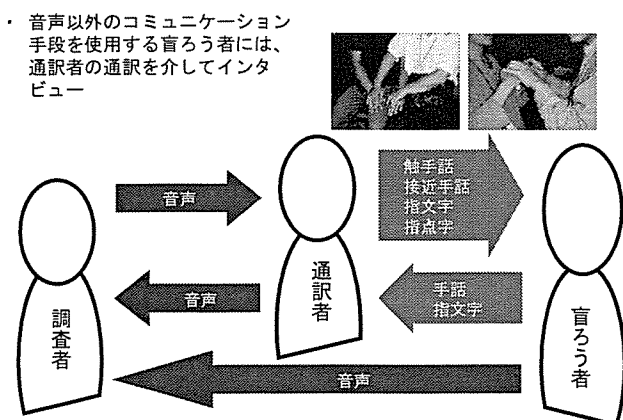 ・ 音声以外のコミュニケーション
手段を使用する盲ろう者には、
通訳者の通訳を介してインタ
ビュー
音声
触手話
接近手話
指文字
指点字
通訳者
音声
手話
指文字
調査者
盲ろう者
音声